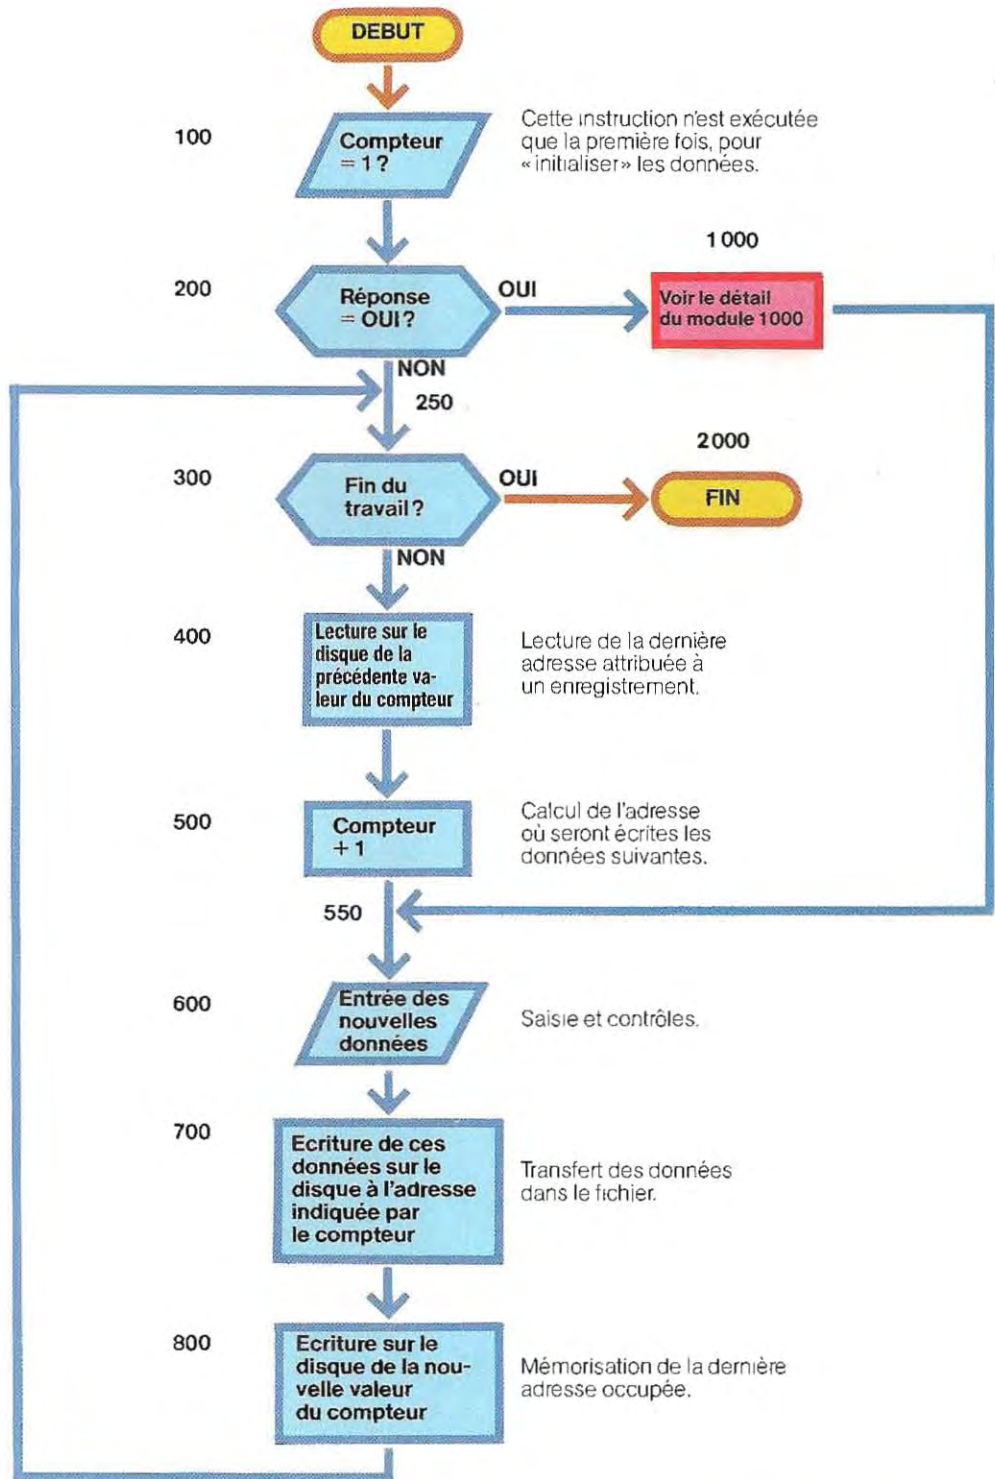 DEBUT
100
Compteur
= 1 ?
Cette instruction n'est exécutée
que la première fois, pour
«initialiser» les données.
1000
200
Réponse
= OUI ?
OUI
Voir le détail
du module 1000
NON
250
2000
300
Fin du
travail ?
OUI
FIN
NON
400
Lecture sur le
disque de la
précédente va-
leur du compteur
Lecture de la dernière
adresse attribuée à
un enregistrement.
500
Compteur
+ 1
Calcul de l'adresse
où seront écrites les
données suivantes.
550
600
Entrée des
nouvelles
données
Saisie et contrôles.
700
Ecriture de ces
données sur le
disque à l'adresse
indiquée par
le compteur
Transfert des données
dans le fichier.
800
Ecriture sur le
disque de la nou-
velle valeur
du compteur
Mémorisation de la dernière
adresse occupée.